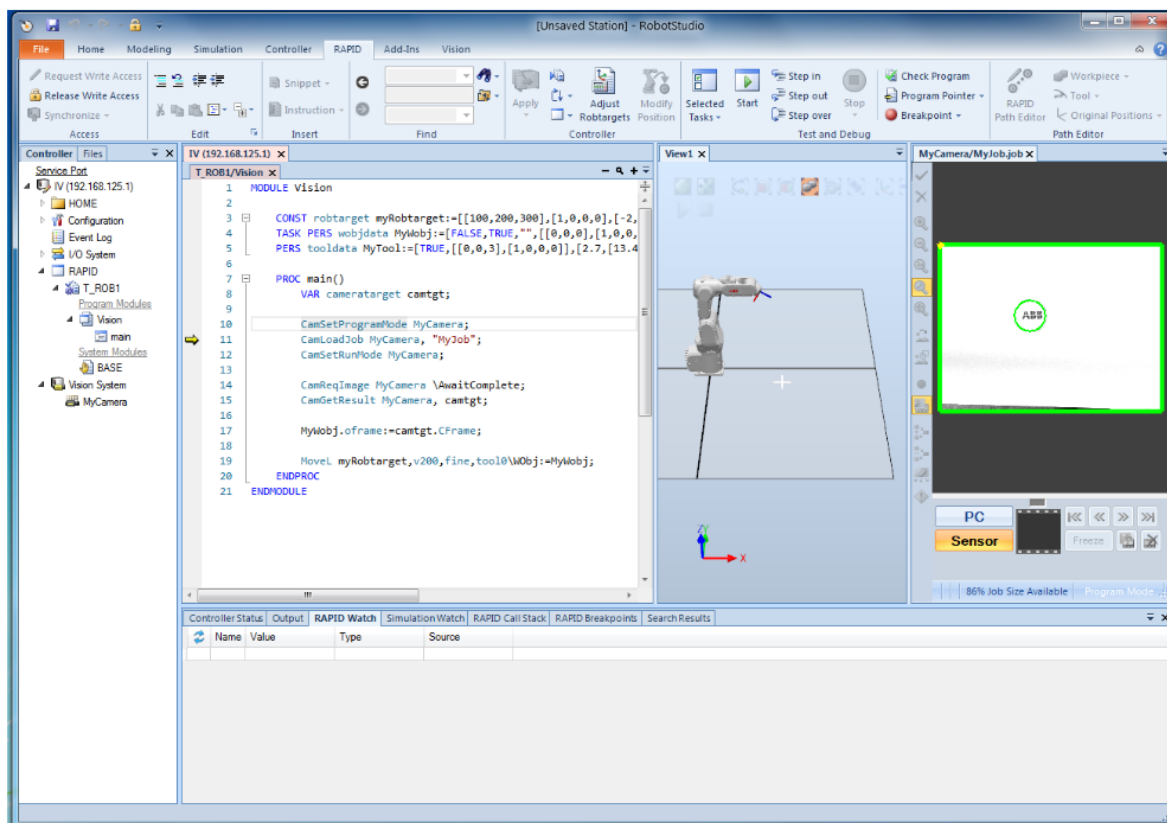 [Unsaved Station] - RobotStudio
File Home Modeling Simulation Controller RAPID Add-Ins Vision
Request Write Access
Release Write Access
Synchronize
Access
Edit
Snippet
Instruction
Insert
Find
Apply
Adjust Robtargets
Modify Position
Controller
Selected Tasks
Start
Step in
Step out
Step over
Stop
Check Program
Program Pointer
Breakpoint
Test and Debug
RAPID Path Editor
Workpiece
Tool
Original Positions
Path Editor
Controller Files
Service Port
IV (192.168.125.1)
HOME
Configuration
Event Log
I/O System
RAPID
T_ROB1
Program Modules
Vision
main
System Modules
BASE
Vision System
MyCamera
IV (192.168.125.1)
T_ROB1/Vision
1 MODULE Vision
2
3 CONST robtarget myRobtarget:=[[100,200,300],[1,0,0,0],[-2,
4 TASK PERS wobjdata MyWobj:=[FALSE,TRUE,"",[[0,0,0],[1,0,0,
5 PERS tooldata MyTool:=[TRUE,[[0,0,3],[1,0,0,0]],[2.7,[13.4
6
7 PROC main()
8 VAR cameratarget camtgt;
9
10 CamSetProgramMode MyCamera;
11 CamLoadJob MyCamera, "MyJob";
12 CamSetRunMode MyCamera;
13
14 CamReqImage MyCamera \AwaitComplete;
15 CamGetResult MyCamera, camtgt;
16
17 MyWobj.oframe:=camtgt.CFrame;
18
19 MoveL myRobtarget,v200,fine,tool0\WObj:=MyWobj;
20 ENDPROC
21 ENDMODULE
View1
X
MyCamera/MyJob.job
ABB
PC
Sensor
Freeze
86% Job Size Available Program Mode
Controller Status Output RAPID Watch Simulation Watch RAPID Call Stack RAPID Breakpoints Search Results
Name Value Type Source